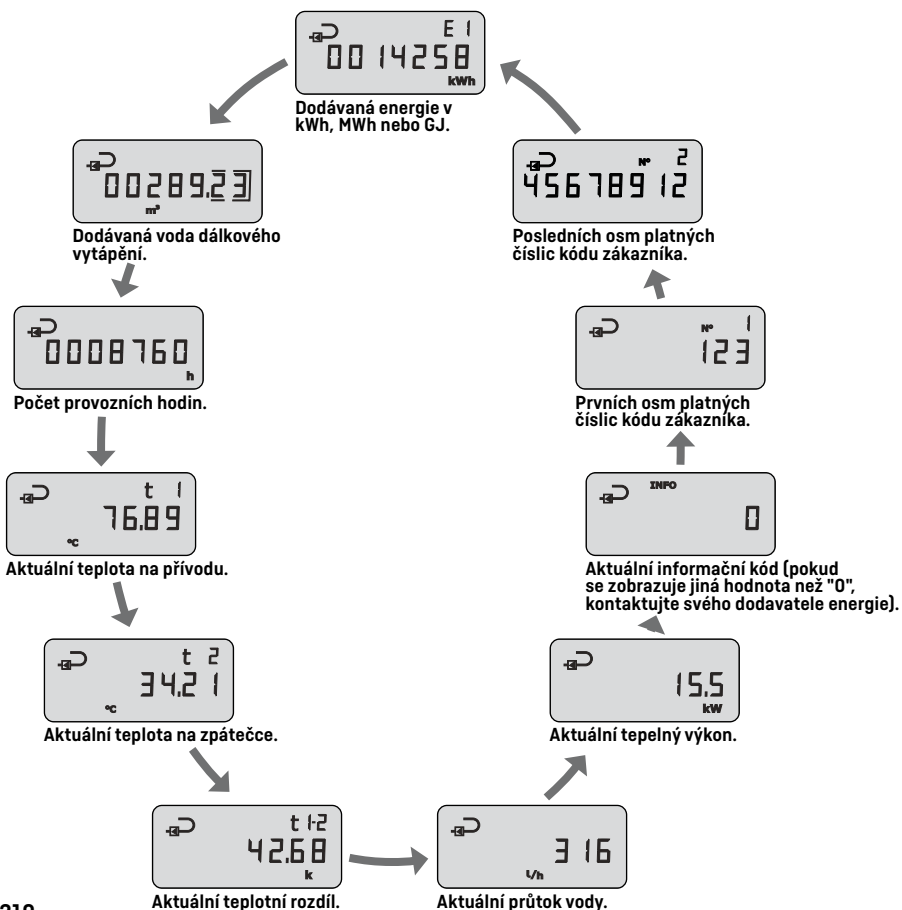 E 1
0014258
kWh
Dodávaná energie v
kWh, MWh nebo GJ.
00289.23
m³
Dodávaná voda dálkového
vytápění.
0008760
h
Počet provozních hodin.
t 1
76.89
°C
Aktuální teplota na přívodu.
t 2
34.21
°C
Aktuální teplota na zpátečce.
t 1-2
42.68
k
Aktuální teplotní rozdíl.
316
l/h
Aktuální průtok vody.
15.5
kW
Aktuální tepelný výkon.
INFO
0
Aktuální informační kód (pokud
se zobrazuje jiná hodnota než "0",
kontaktujte svého dodavatele energie).
N° 1
123
Prvních osm platných
číslic kódu zákazníka.
N° 2
45678912
Posledních osm platných
číslic kódu zákazníka.